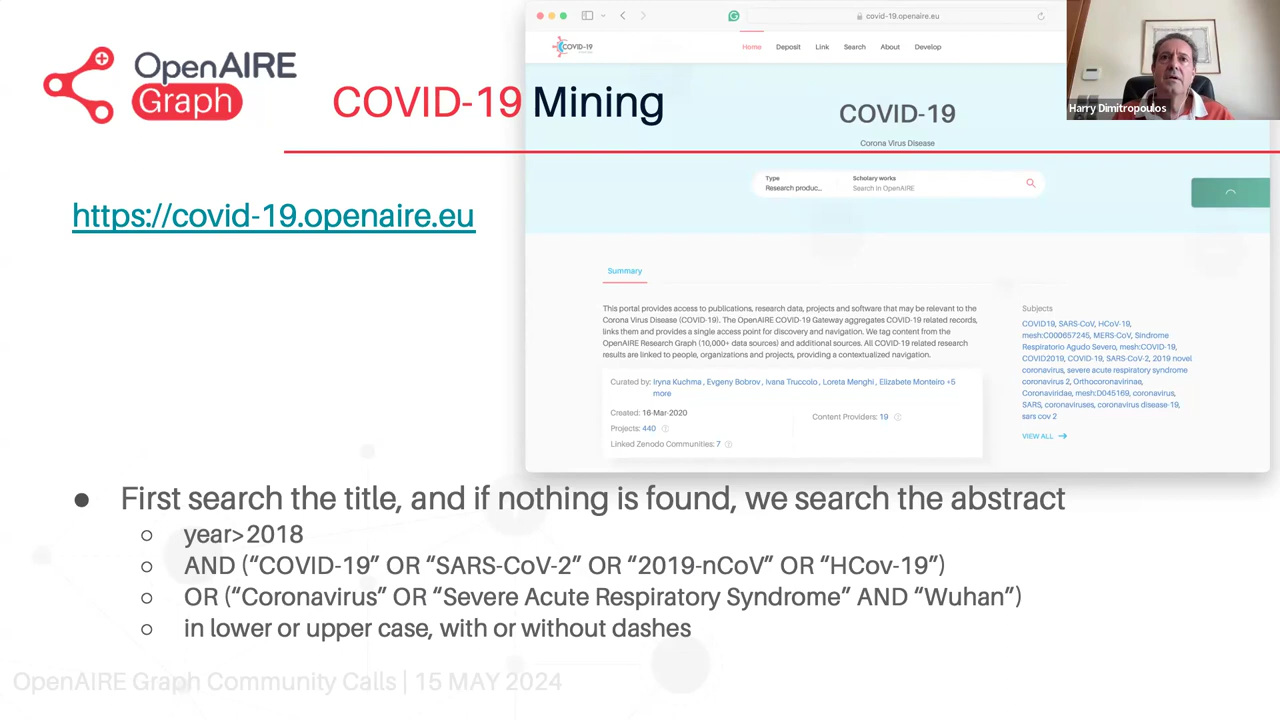 OpenAIRE
Graph
COVID-19 Mining
https://covid-19.openaire.eu
covid-19.openaire.eu
COVID-19
Home Deposit Link Search About Develop
COVID-19
Corona Virus Disease
Type
Research produc...
Scholary works
Search in OpenAIRE
Harry Dimitropoulos
Summary
This portal provides access to publications, research data, projects and software that may be relevant to the
Corona Virus Disease (COVID-19). The OpenAIRE COVID-19 Gateway aggregates COVID-19 related records,
links them and provides a single access point for discovery and navigation. We tag content from the
OpenAIRE Research Graph (10,000+ data sources) and additional sources. All COVID-19 related research
results are linked to people, organizations and projects, providing a contextualized navigation.
Curated by: Iryna Kuchma, Evgeny Bobrov, Ivana Truccolo, Loreta Menghi, Elizabete Monteiro +5
more
Created: 16-Mar-2020
Projects: 440
Linked Zenodo Communities: 7
Content Providers: 19
Subjects
COVID19, SARS-CoV, HCoV-19,
mesh:C000657245, MERS-CoV, Sindrome
Respiratorio Agudo Severo, mesh:COVID-19,
COVID2019, COVID-19, SARS-CoV-2, 2019 novel
coronavirus, severe acute respiratory syndrome
coronavirus 2, Orthocoronavirinae,
Coronaviridae, mesh:D045169, coronavirus,
SARS, coronaviruses, coronavirus disease-19,
sars cov 2
VIEW ALL
● First search the title, and if nothing is found, we search the abstract
○ year>2018
○ AND (“COVID-19” OR “SARS-CoV-2” OR “2019-nCoV” OR “HCov-19”)
○ OR (“Coronavirus” OR “Severe Acute Respiratory Syndrome” AND “Wuhan”)
○ in lower or upper case, with or without dashes
OpenAIRE Graph Community Calls | 15 MAY 2024